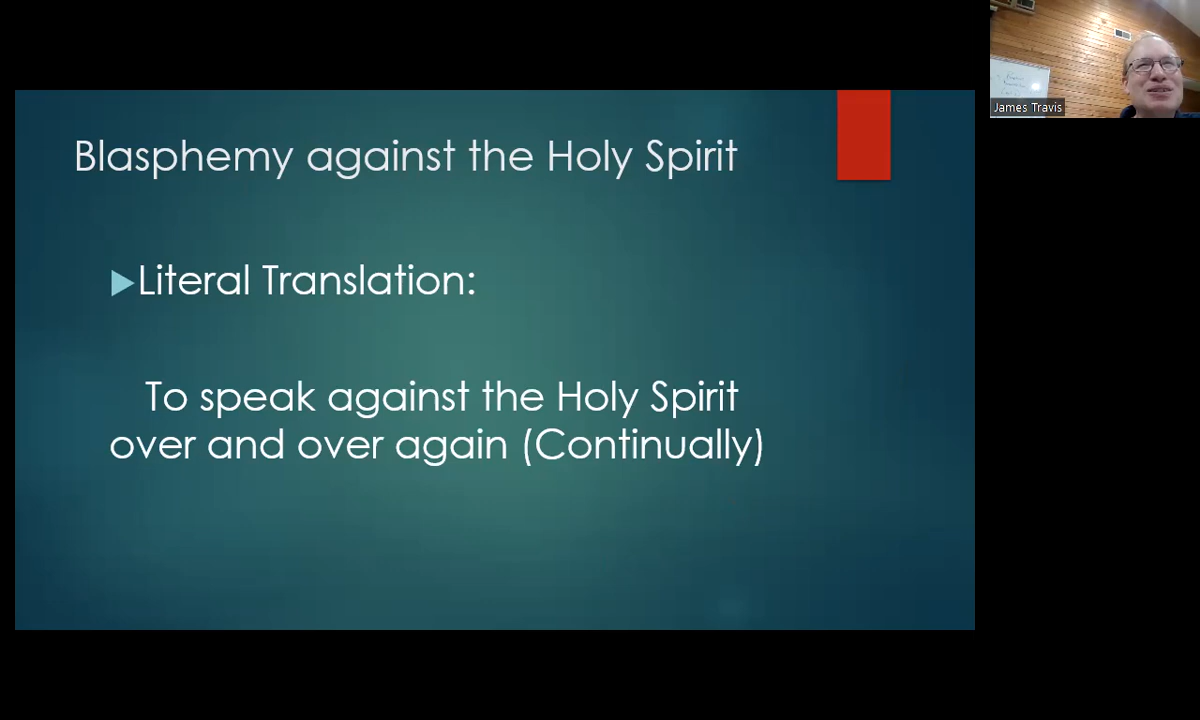 Blasphemy against the Holy Spirit
Literal Translation:
To speak against the Holy Spirit
over and over again (Continually)
James Travis